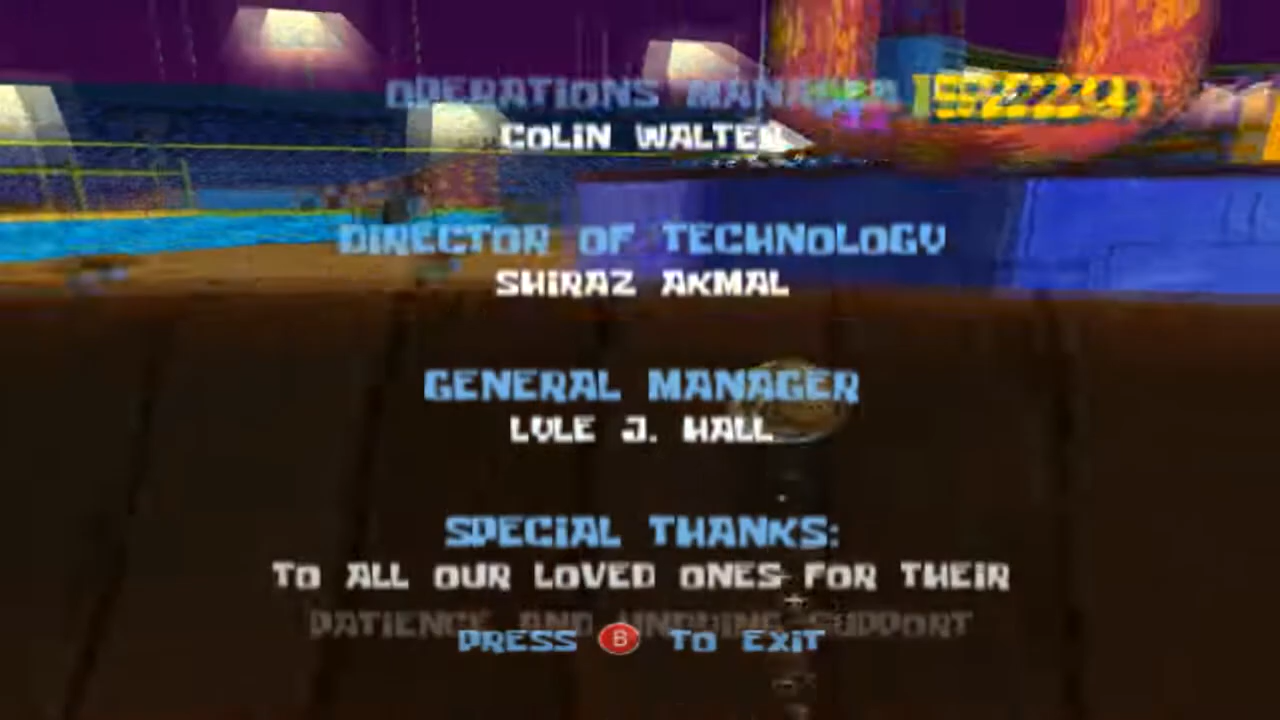 OPERATIONS MANAGER
COLIN WALTER
DIRECTOR OF TECHNOLOGY
SHIRAZ AKMAL
GENERAL MANAGER
LYLE J. HALL
SPECIAL THANKS:
TO ALL OUR LOVED ONES FOR THEIR
PATIENCE AND UNDYING SUPPORT
PRESS B TO EXIT